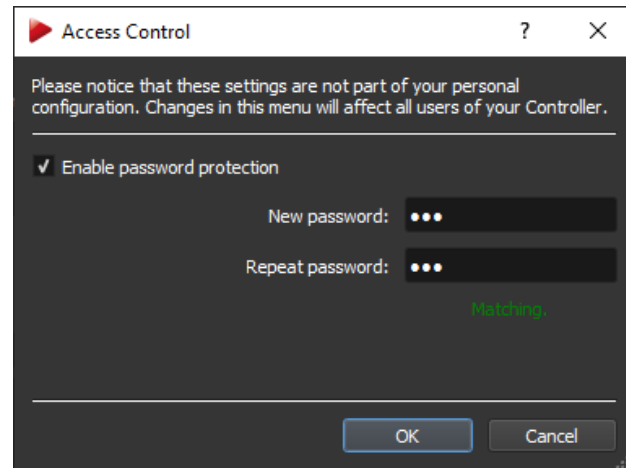 Access Control
?
Please notice that these settings are not part of your personal
configuration. Changes in this menu will affect all users of your Controller.
Enable password protection
New password: ●●●
Repeat password: ●●●
Matching.
OK Cancel